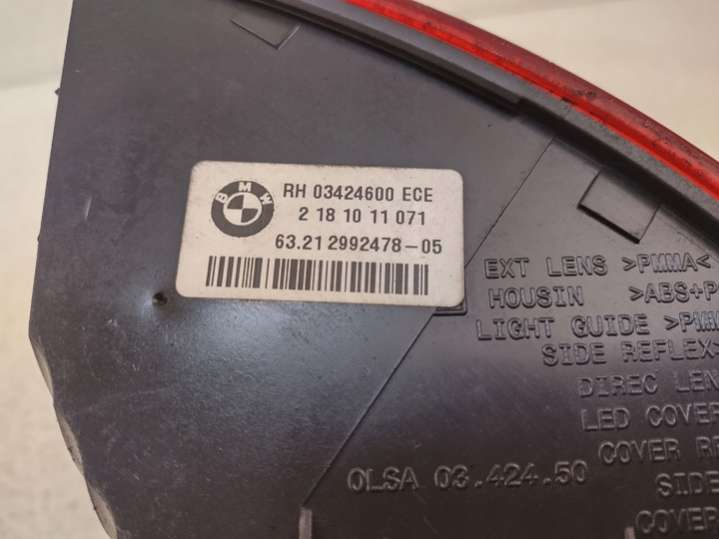 BMW
RH 03424600 ECE
2 18 10 11 071
63.21 2992478-05
EXT LENS >PMMA<
HOUSIN >ABS+P
LIGHT GUIDE >PMM
SIDE REFLEX>
DIREC LEN
LED COVER
COVER
OLSA 03.424.50
SIDE
COVER